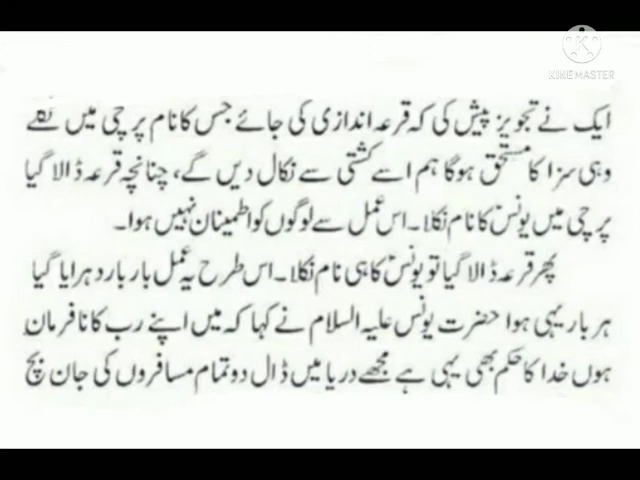 KINEMASTER
ایک نے تجویز پیش کی کہ قرعہ اندازی کی جائے جس کا نام پرچی میں نکلے
وہی سزا کا مستحق ہوگا ہم اسے کشتی سے نکال دیں گے، چنانچہ قرعہ ڈالا گیا
پرچی میں یونسؑ کا نام نکلا۔ اس عمل سے لوگوں کو اطمینان نہیں ہوا۔
پھر قرعہ ڈالا گیا تو یونسؑ کا ہی نام نکلا۔ اس طرح یہ عمل بار بار دہرایا گیا
ہر بار یہی ہوا حضرت یونس علیہ السلام نے کہا کہ میں اپنے رب کا نافرمان
ہوں خدا کا حکم بھی یہی ہے مجھے دریا میں ڈال دو تمام مسافروں کی جان بچ